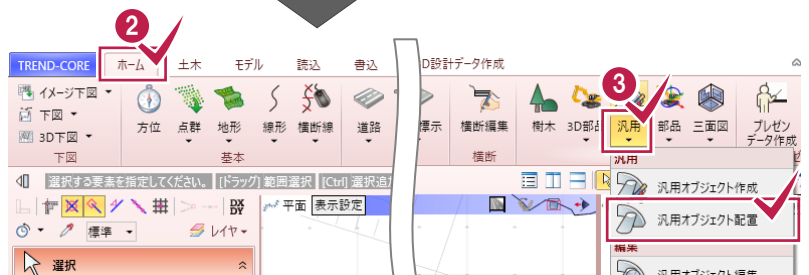 2
TREND-CORE ホーム 土木 モデル 読込 書込 D設計データ作成
3
イメージ下図
下図
3D下図
方位 点群 地形 線形 横断線 道路 標示 横断編集 樹木 3D部品 汎用 部品 三面図 プレゼン
データ作成
下図 基本 横断
汎用
選択する要素を指定してください。 [ドラッグ] 範囲選択 [Ctrl] 選択追加
汎用オブジェクト作成
DX
BY
平面 表示設定
汎用オブジェクト配置
標準 レイヤ
編集
選択
汎用オブジェクト編集